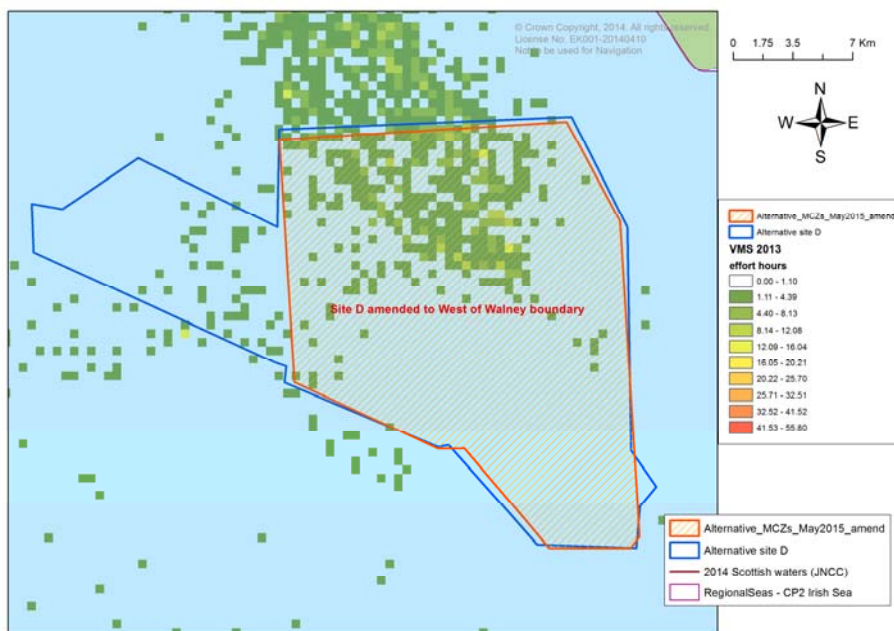 © Crown Copyright, 2014. All rights reserved.
License No. EK001-20140410
Not to be used for Navigation
0 1.75 3.5 7 Km
N
W E
S
Alternative_MCZs_May2015_amend
Alternative site D
VMS 2013
effort hours
0.00 - 1.10
1.11 - 4.39
4.40 - 8.13
8.14 - 12.08
12.09 - 16.04
16.05 - 20.21
20.22 - 25.70
25.71 - 32.51
32.52 - 41.52
41.53 - 55.80
Site D amended to West of Walney boundary
Alternative_MCZs_May2015_amend
Alternative site D
2014 Scottish waters (JNCC)
RegionalSeas - CP2 Irish Sea